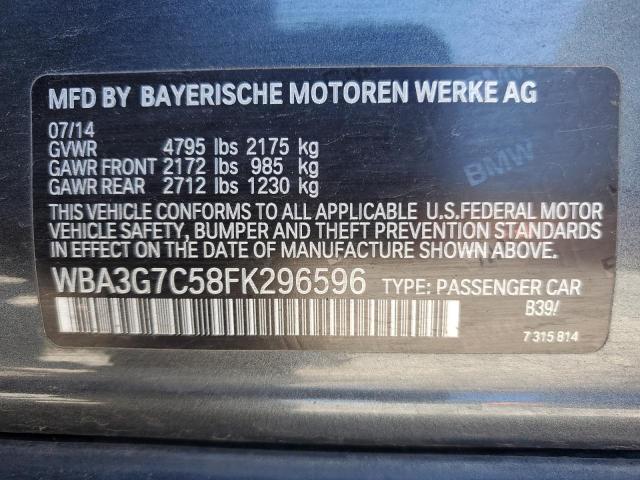 MFD BY BAYERISCHE MOTOREN WERKE AG
07/14
GVWR 4795 lbs 2175 kg
GAWR FRONT 2172 lbs 985 kg
GAWR REAR 2712 lbs 1230 kg
THIS VEHICLE CONFORMS TO ALL APPLICABLE U.S.FEDERAL MOTOR
VEHICLE SAFETY, BUMPER AND THEFT PREVENTION STANDARDS
IN EFFECT ON THE DATE OF MANUFACTURE SHOWN ABOVE.
WBA3G7C58FK296596 TYPE: PASSENGER CAR
B39!
7 315 814
BMW